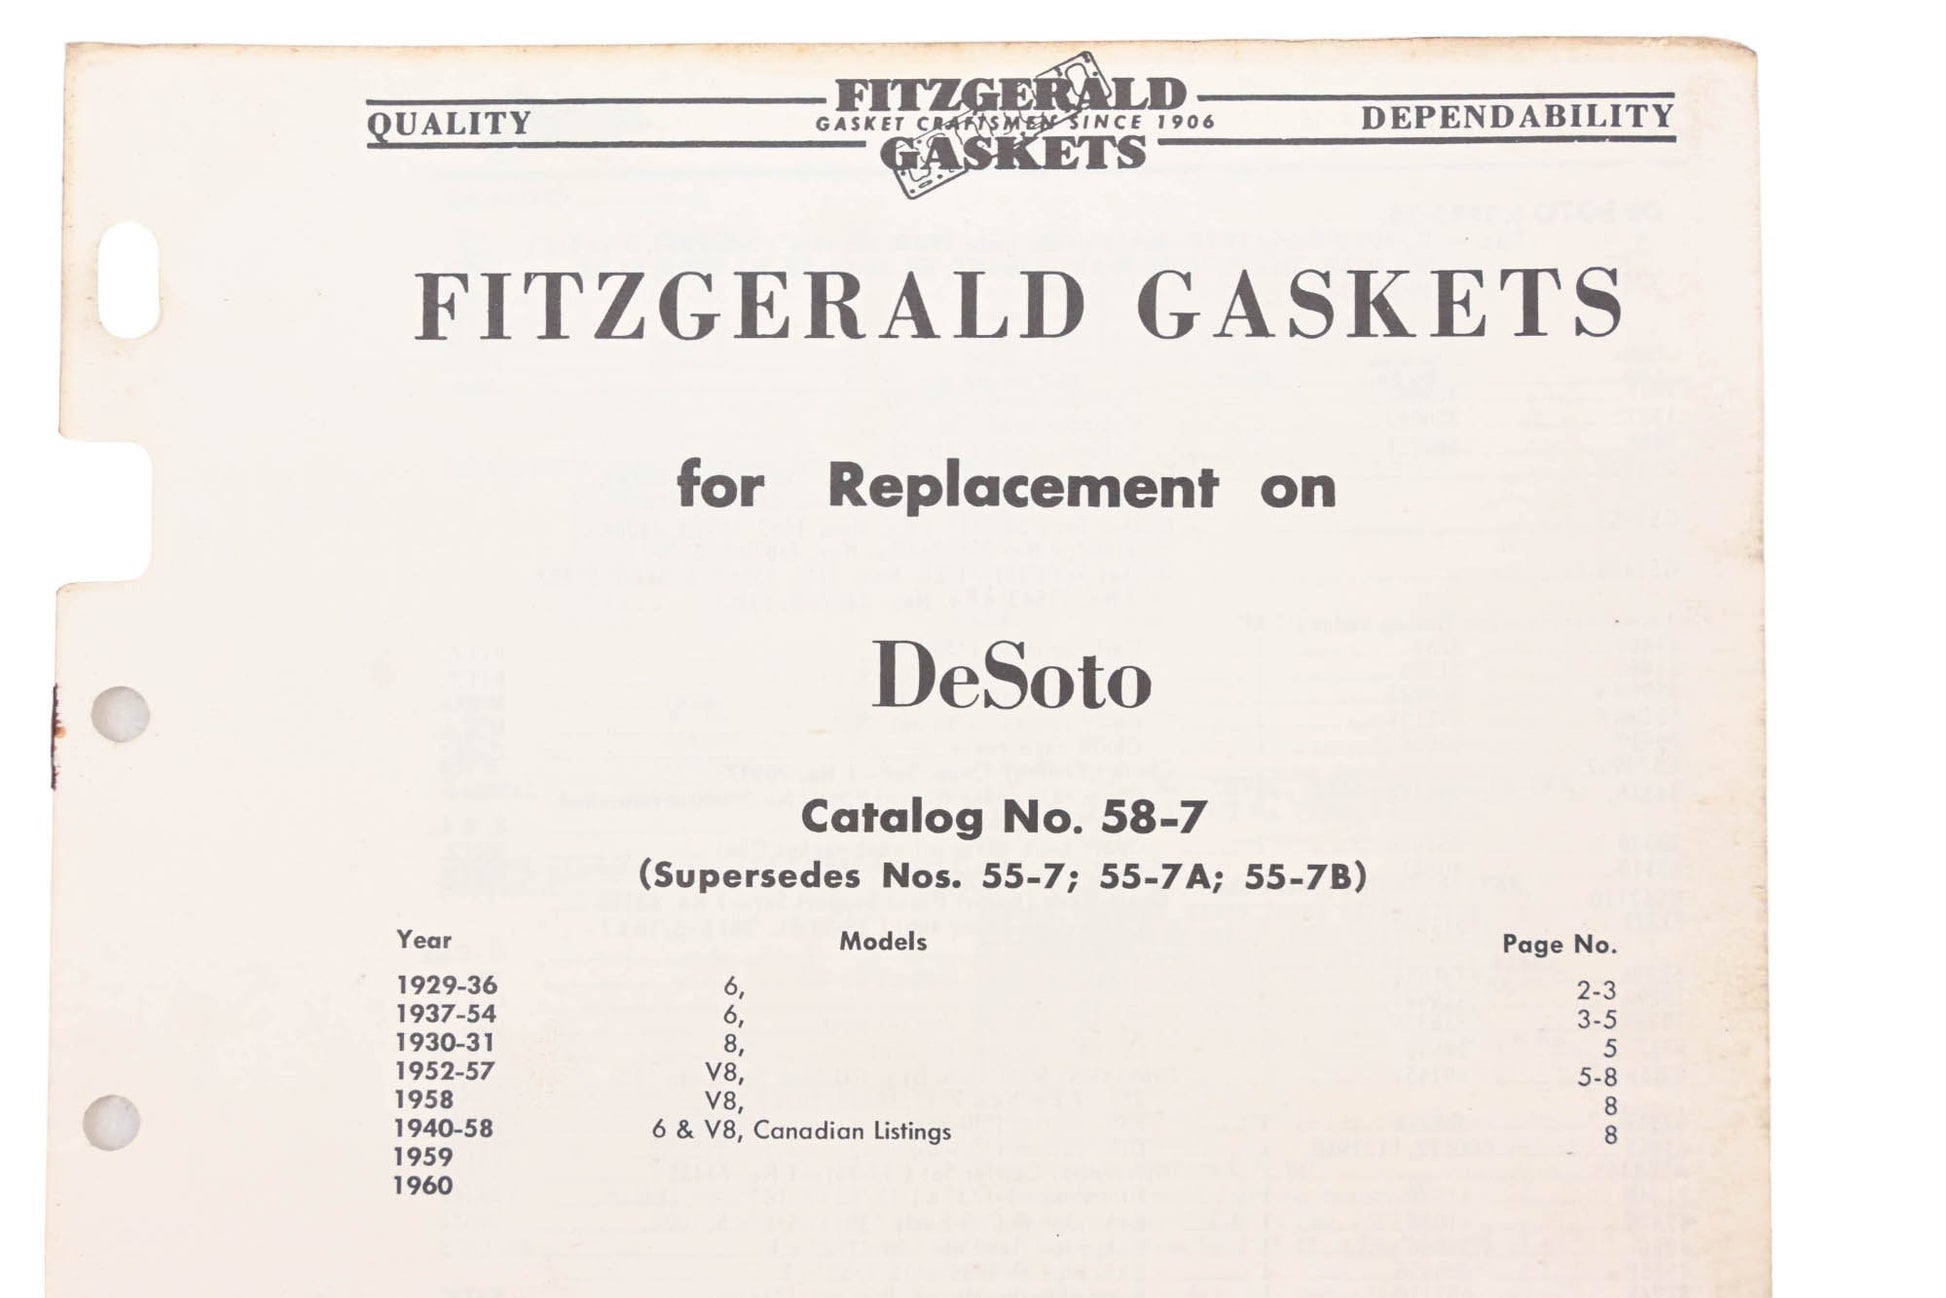 FITZGERALD
QUALITY GASKET CRAFTSMEN SINCE 1906 DEPENDABILITY
GASKETS
FITZGERALD GASKETS
for Replacement on
DeSoto
Catalog No. 58-7
(Supersedes Nos. 55-7; 55-7A; 55-7B)
Year Models Page No.
1929-36 6, 2-3
1937-54 6, 3-5
1930-31 8, 5
1952-57 V8, 5-8
1958 V8, 8
1940-58 6 & V8, Canadian Listings 8
1959
1960